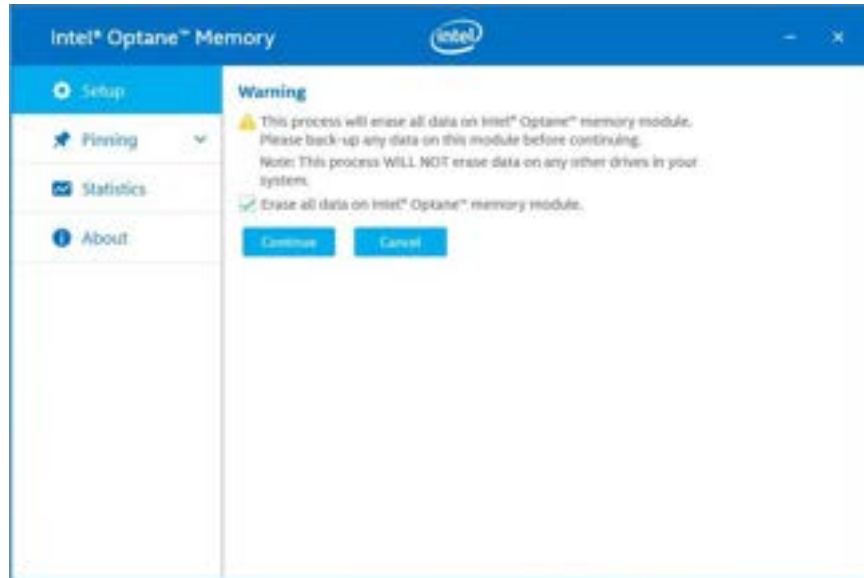 Intel® Optane™ Memory
intel
Setup
Warning
This process will erase all data on Intel® Optane™ memory module.
Please back-up any data on this module before continuing.
Note: This process WILL NOT erase data on any other drives in your
system.
Erase all data on Intel® Optane™ memory module.
Continue
Cancel
Pinning
Statistics
About